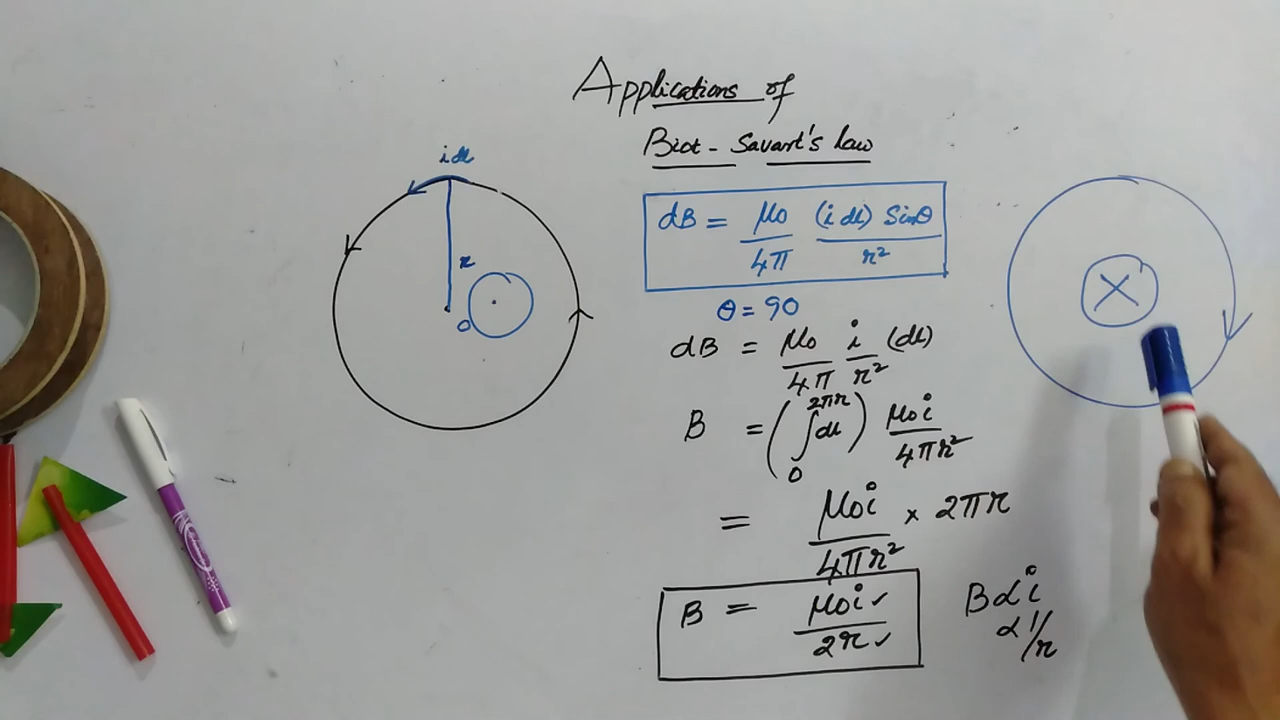 Applications of
Biot - Savart's law
idl
r
O
dB = μ0/4π (i dl) Sinθ/r²
θ = 90
dB = μ0/4π i/r² (dl)
B = (∫₀^2πr dl) μ0i/4πr²
= μ0i/4πr² × 2πr
B = μ0i✓/2r✓
B α i
α 1/r